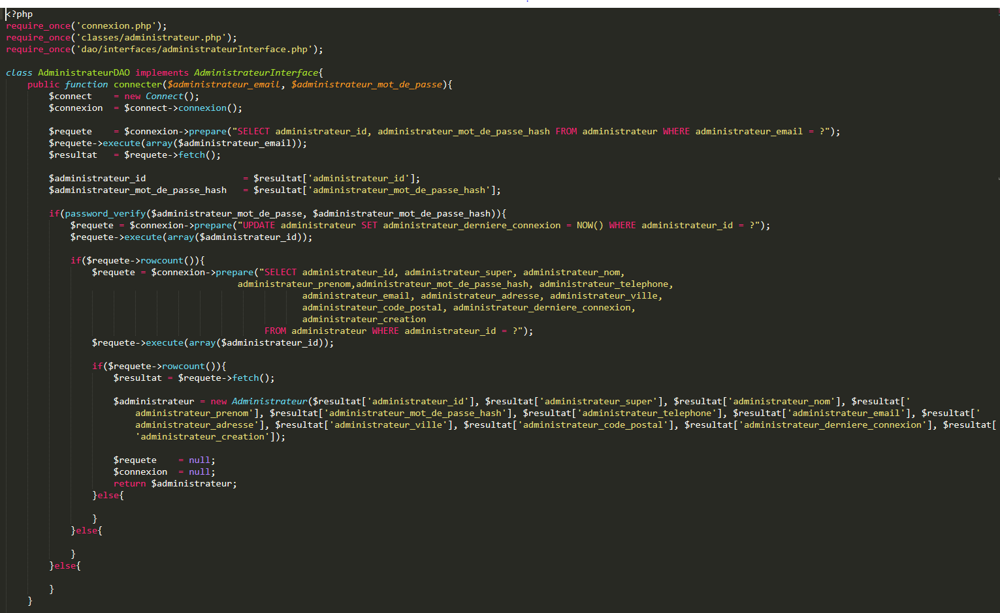 <?php
require_once('connexion.php');
require_once('classes/administrateur.php');
require_once('dao/interfaces/administrateurInterface.php');

class AdministrateurDAO implements AdministrateurInterface{
    public function connecter($administrateur_email, $administrateur_mot_de_passe){
        $connect    = new Connect();
        $connexion  = $connect->connexion();

        $requete    = $connexion->prepare("SELECT administrateur_id, administrateur_mot_de_passe_hash FROM administrateur WHERE administrateur_email = ?");
        $requete->execute(array($administrateur_email));
        $resultat   = $requete->fetch();

        $administrateur_id                  = $resultat['administrateur_id'];
        $administrateur_mot_de_passe_hash   = $resultat['administrateur_mot_de_passe_hash'];

        if(password_verify($administrateur_mot_de_passe, $administrateur_mot_de_passe_hash)){
            $requete = $connexion->prepare("UPDATE administrateur SET administrateur_derniere_connexion = NOW() WHERE administrateur_id = ?");
            $requete->execute(array($administrateur_id));

            if($requete->rowcount()){
                $requete = $connexion->prepare("SELECT administrateur_id, administrateur_super, administrateur_nom,
                                           administrateur_prenom,administrateur_mot_de_passe_hash, administrateur_telephone,
                                                       administrateur_email, administrateur_adresse, administrateur_ville,
                                                       administrateur_code_postal, administrateur_derniere_connexion,
                                                       administrateur_creation
                                                FROM administrateur WHERE administrateur_id = ?");
                $requete->execute(array($administrateur_id));

                if($requete->rowcount()){
                    $resultat = $requete->fetch();

                    $administrateur = new Administrateur($resultat['administrateur_id'], $resultat['administrateur_super'], $resultat['administrateur_nom'], $resultat['
                        administrateur_prenom'], $resultat['administrateur_mot_de_passe_hash'], $resultat['administrateur_telephone'], $resultat['administrateur_email'], $resultat['
                        administrateur_adresse'], $resultat['administrateur_ville'], $resultat['administrateur_code_postal'], $resultat['administrateur_derniere_connexion'], $resultat[
                        'administrateur_creation']);

                    $requete    = null;
                    $connexion  = null;
                    return $administrateur;
                }else{

                }
            }else{

            }
        }else{

        }
    }